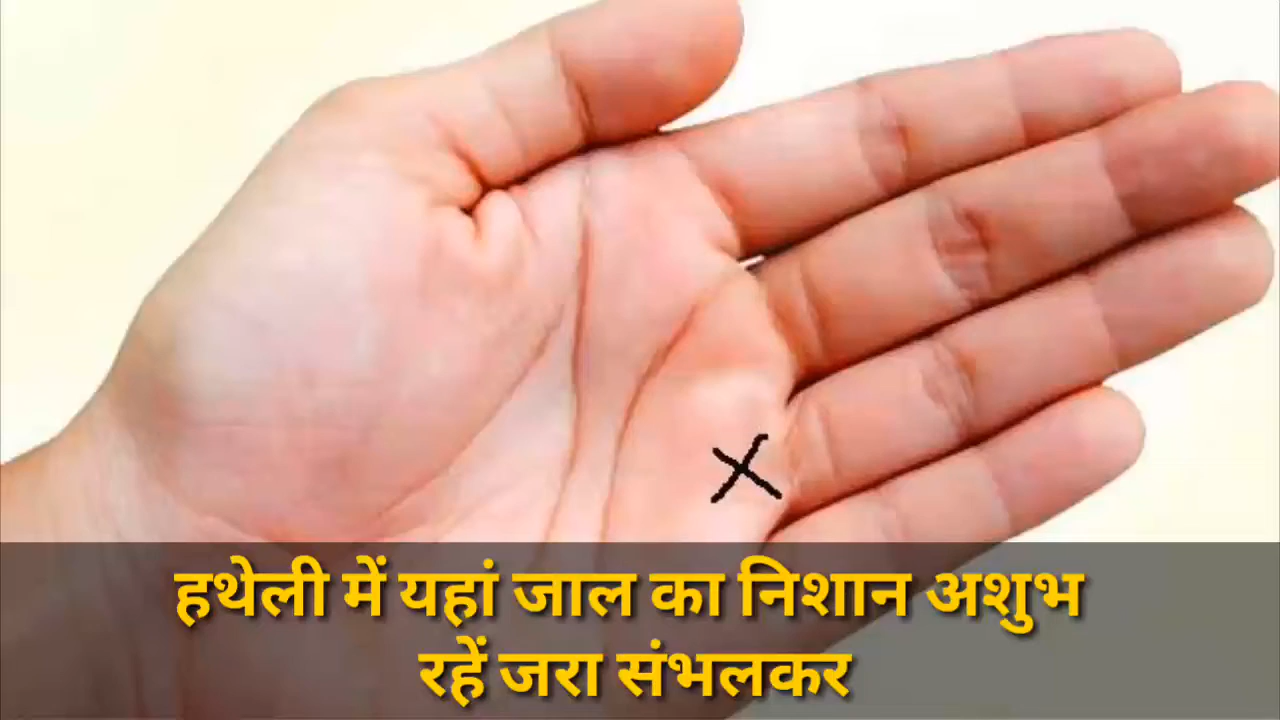 हथेली में यहां जाल का निशान अशुभ
रहें जरा संभलकर